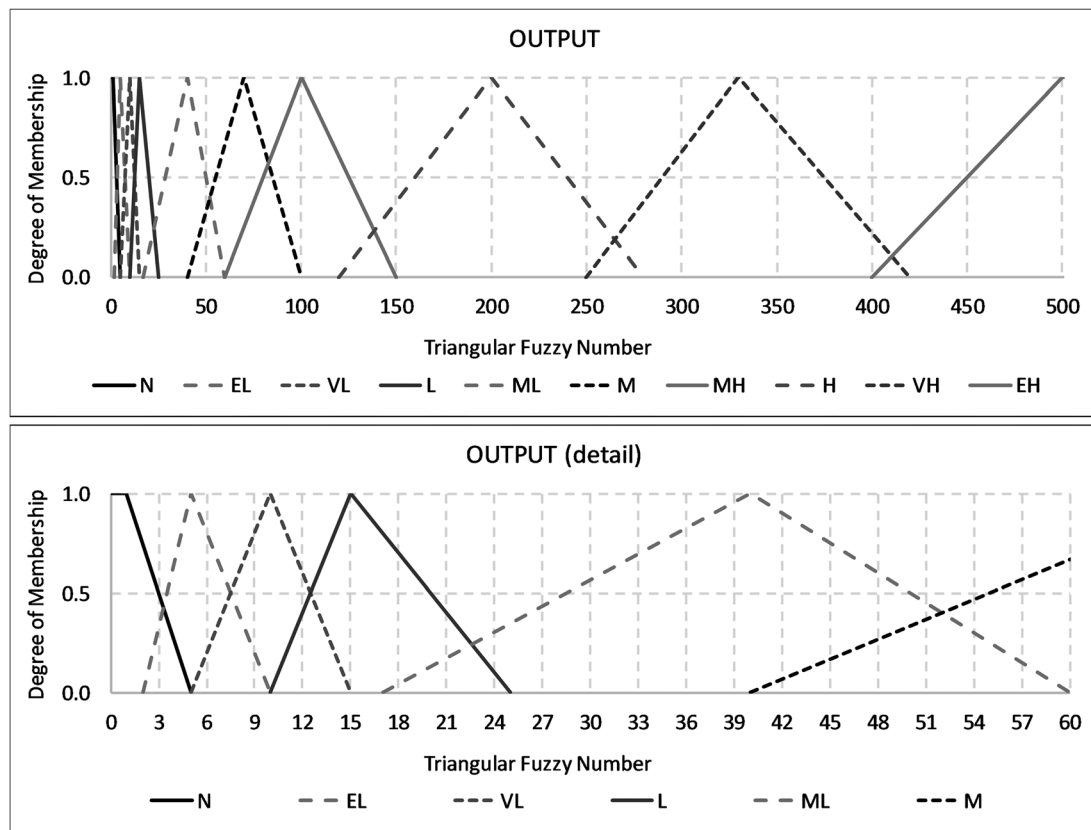 OUTPUT
Degree of Membership
1.0
0.5
0.0
0 50 100 150 200 250 300 350 400 450 500
Triangular Fuzzy Number
N EL VL L ML M MH H VH EH
OUTPUT (detail)
Degree of Membership
1.0
0.5
0.0
0 3 6 9 12 15 18 21 24 27 30 33 36 39 42 45 48 51 54 57 60
Triangular Fuzzy Number
N EL VL L ML M